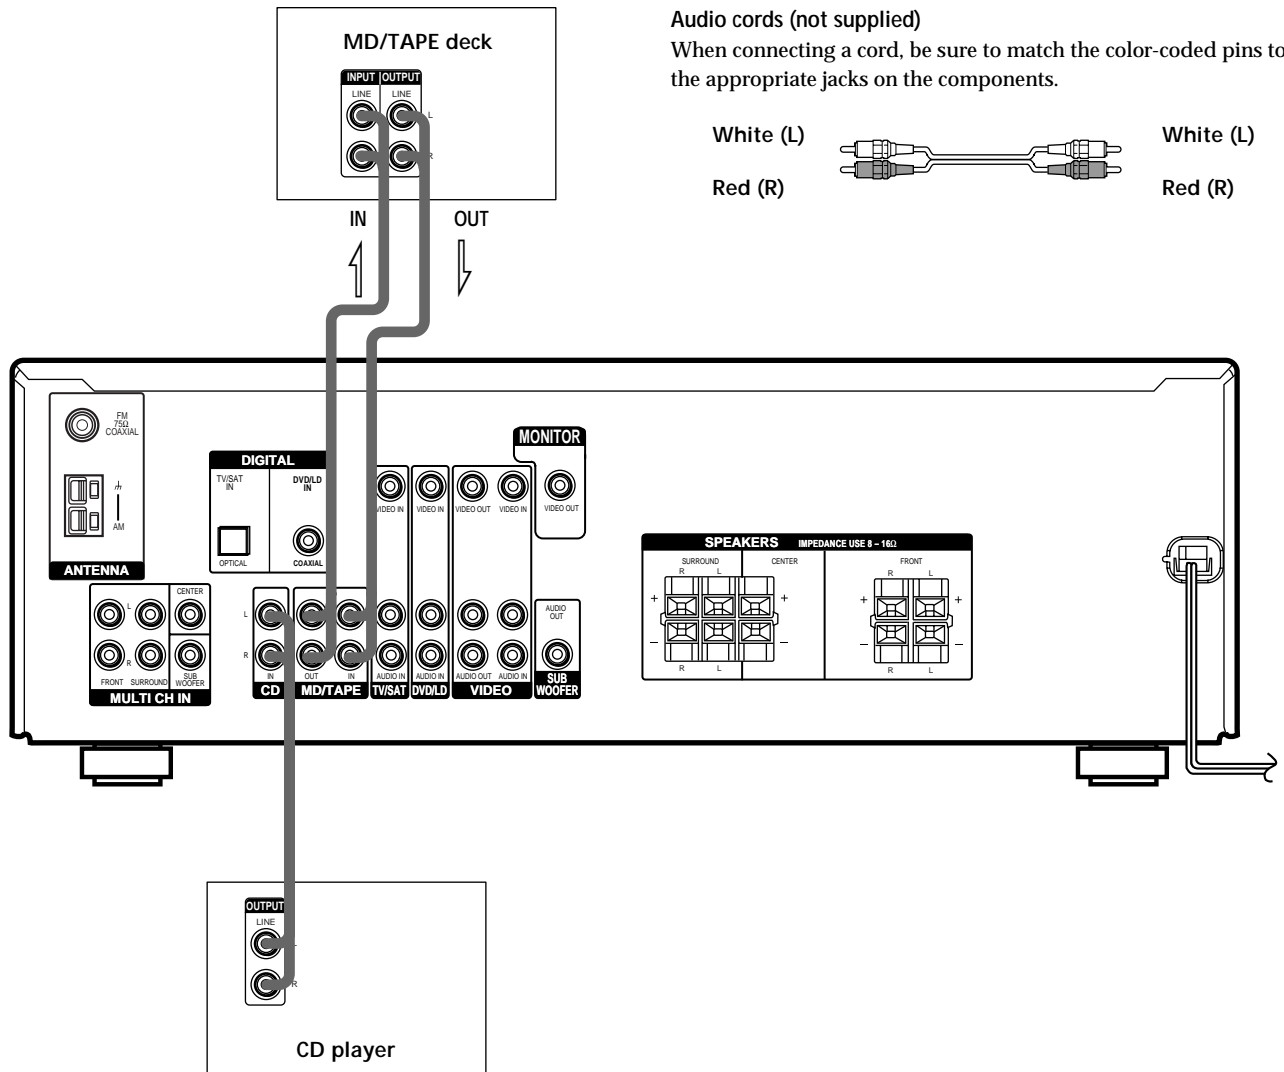 MD/TAPE deck
INPUT OUTPUT
LINE LINE
L
R
IN OUT
Audio cords (not supplied)
When connecting a cord, be sure to match the color-coded pins to
the appropriate jacks on the components.
White (L) White (L)
Red (R) Red (R)
FM
75Ω
COAXIAL
AM
ANTENNA
DIGITAL
TV/SAT
IN
DVD/LD
IN
OPTICAL
COAXIAL
MONITOR
VIDEO IN VIDEO IN VIDEO OUT VIDEO IN VIDEO OUT
CENTER
L
R
FRONT SURROUND SUB
WOOFER
MULTI CH IN
L
R
IN OUT IN AUDIO IN AUDIO IN AUDIO OUT AUDIO IN
CD MD/TAPE TV/SAT DVD/LD VIDEO
AUDIO
OUT
SUB
WOOFER
SPEAKERS IMPEDANCE USE 8 – 16Ω
SURROUND CENTER FRONT
R L R L
+ + + +
– – – –
R L R L
OUTPUT
LINE
L
R
CD player